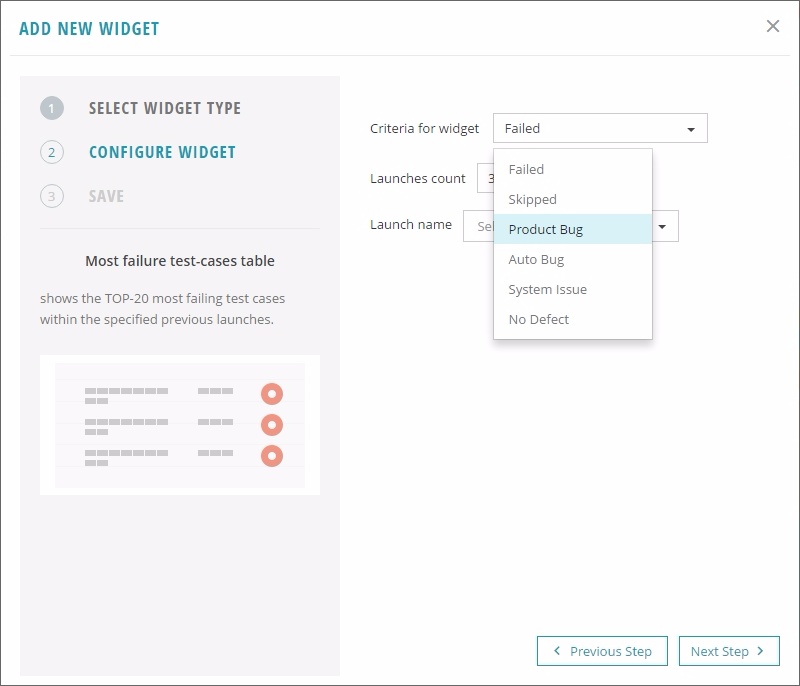 ADD NEW WIDGET
1 SELECT WIDGET TYPE
2 CONFIGURE WIDGET
3 SAVE
Most failure test-cases table
shows the TOP-20 most failing test cases
within the specified previous launches.
Criteria for widget Failed
Launches count 3
Launch name Sel
Failed
Skipped
Product Bug
Auto Bug
System Issue
No Defect
Previous Step Next Step